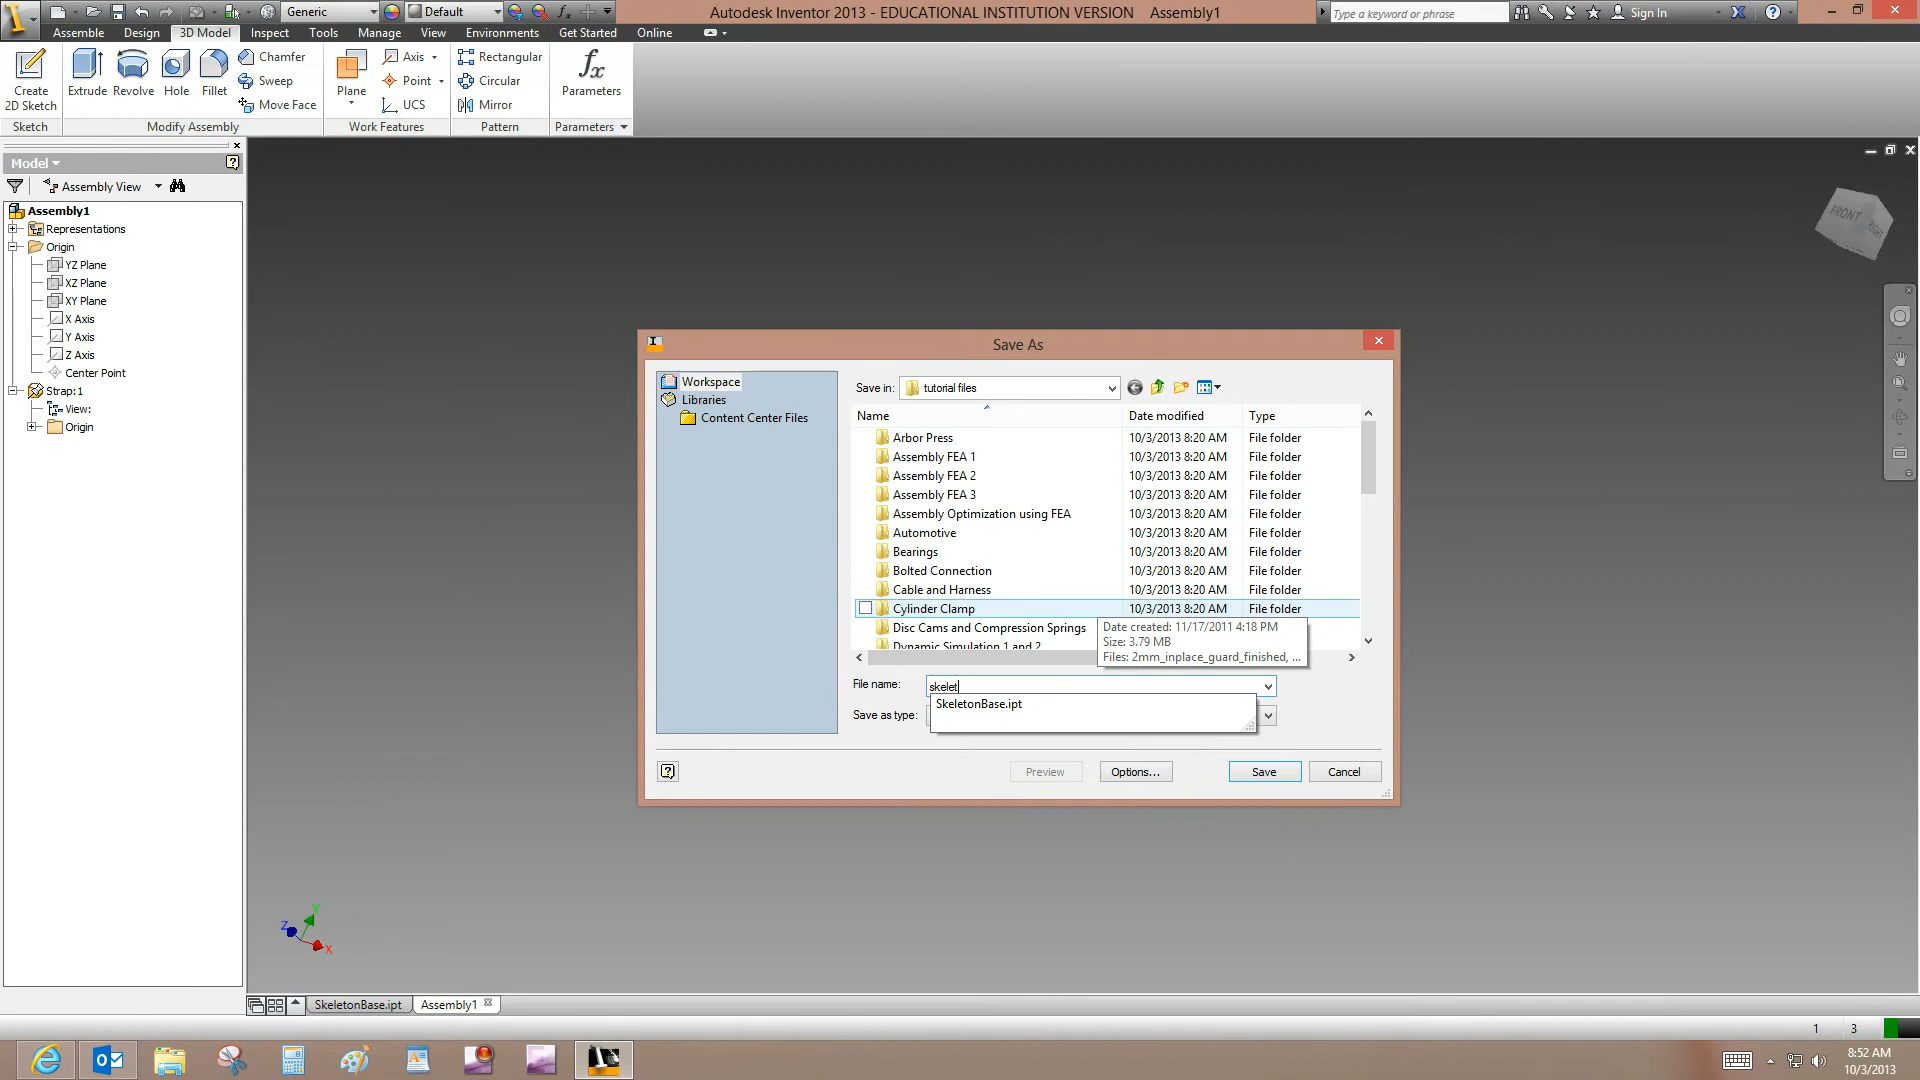 Generic
Default
Autodesk Inventor 2013 - EDUCATIONAL INSTITUTION VERSION Assembly1
Type a keyword or phrase
Sign In
Assemble Design 3D Model Inspect Tools Manage View Environments Get Started Online
Create
2D Sketch
Extrude Revolve Hole Fillet
Chamfer
Sweep
Move Face
Plane
Axis
Point
UCS
Rectangular
Circular
Mirror
fx
Parameters
Sketch Modify Assembly Work Features Pattern Parameters
Model
Assembly View
Assembly1
Representations
Origin
YZ Plane
XZ Plane
XY Plane
X Axis
Y Axis
Z Axis
Center Point
Strap:1
View:
Origin
FRONT
RIGHT
Save As
Workspace
Libraries
Content Center Files
Save in: tutorial files
Name Date modified Type
Arbor Press 10/3/2013 8:20 AM File folder
Assembly FEA 1 10/3/2013 8:20 AM File folder
Assembly FEA 2 10/3/2013 8:20 AM File folder
Assembly FEA 3 10/3/2013 8:20 AM File folder
Assembly Optimization using FEA 10/3/2013 8:20 AM File folder
Automotive 10/3/2013 8:20 AM File folder
Bearings 10/3/2013 8:20 AM File folder
Bolted Connection 10/3/2013 8:20 AM File folder
Cable and Harness 10/3/2013 8:20 AM File folder
Cylinder Clamp 10/3/2013 8:20 AM File folder
Disc Cams and Compression Springs
Dynamic Simulation 1 and 2
Date created: 11/17/2011 4:18 PM
Size: 3.79 MB
Files: 2mm_inplace_guard_finished, ...
File name: skelet
SkeletonBase.ipt
Save as type:
Preview Options... Save Cancel
Y
Z
X
SkeletonBase.ipt Assembly1
1 3
8:52 AM
10/3/2013